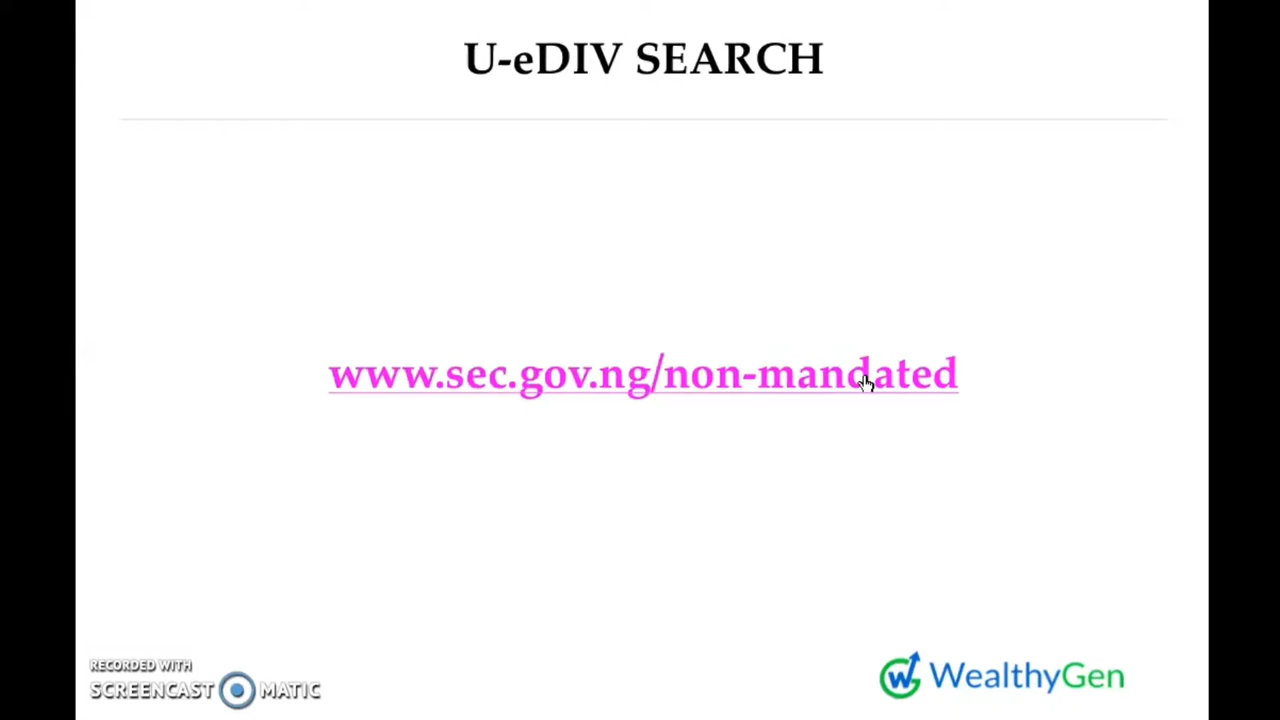 U-eDIV SEARCH
www.sec.gov.ng/non-mandated
RECORDED WITH
SCREENCAST MATIC
WealthyGen